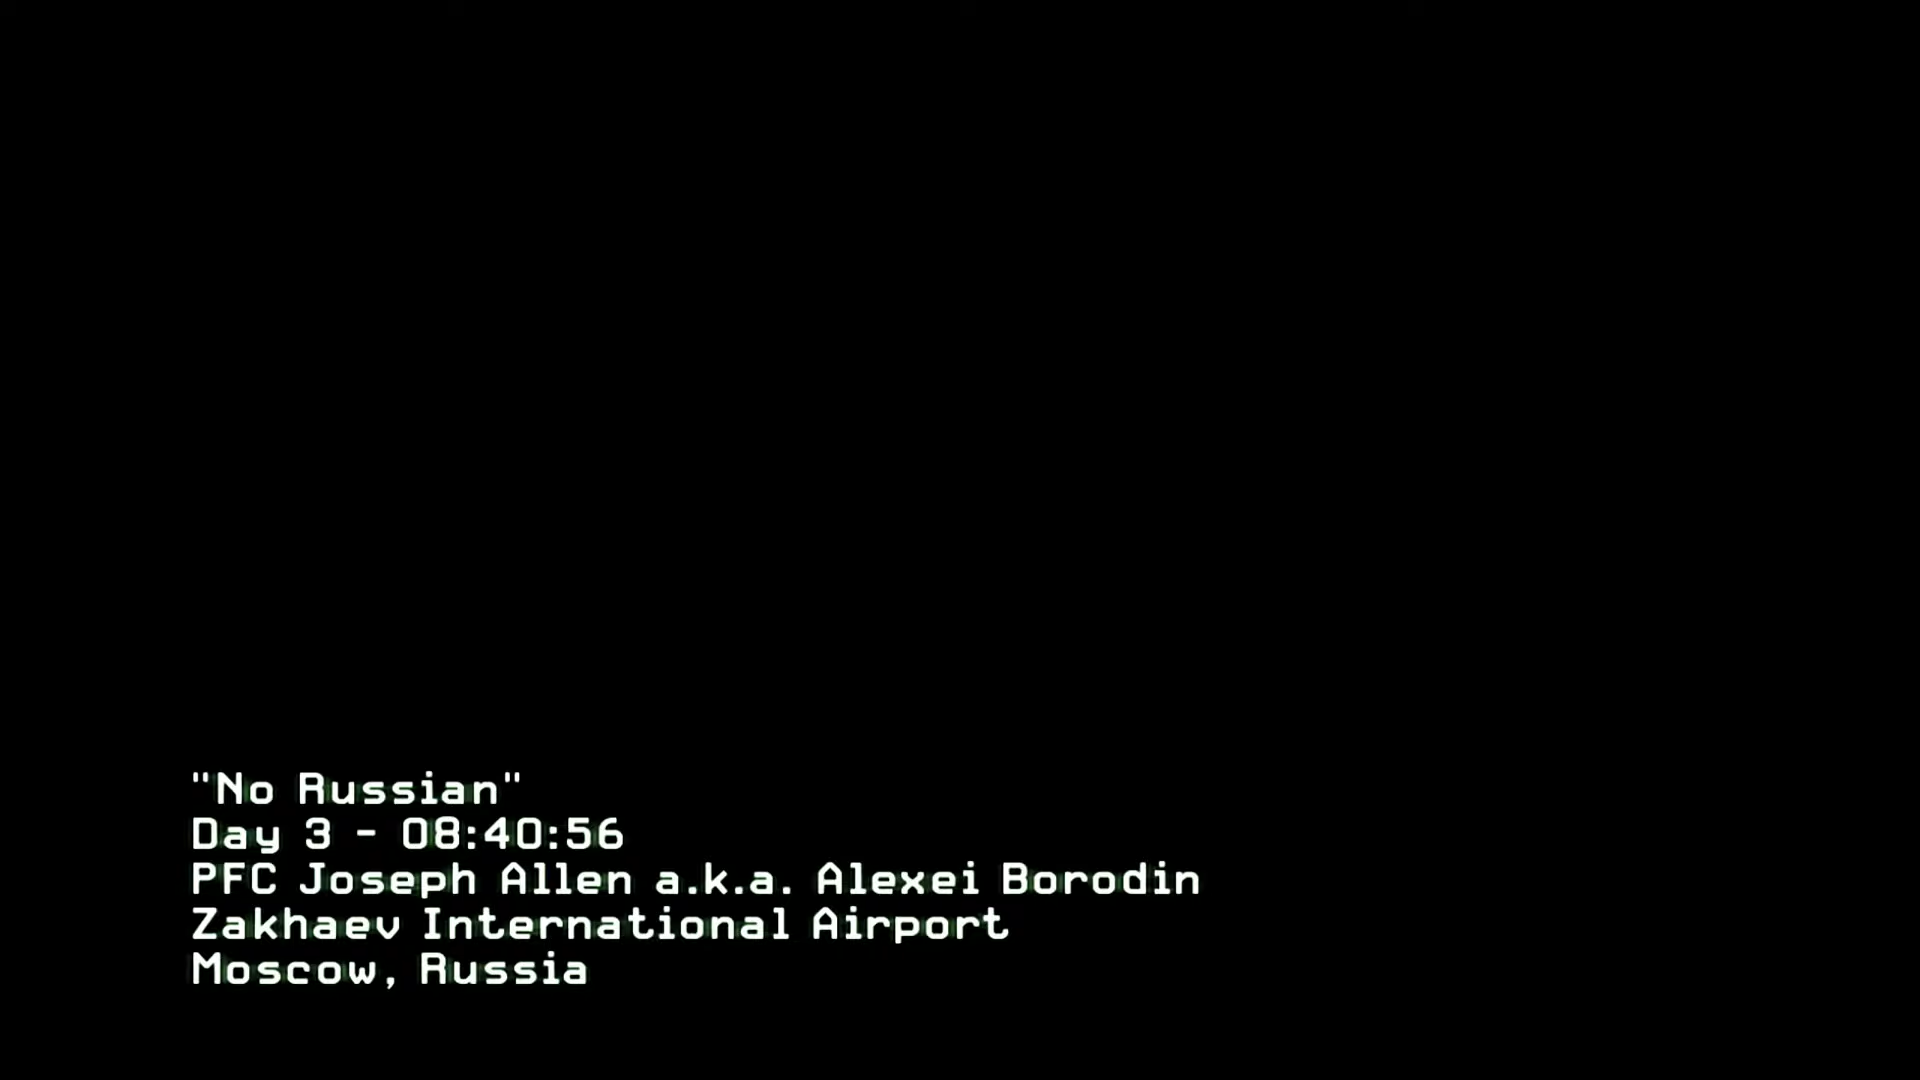 "No Russian"
Day 3 - 08:40:56
PFC Joseph Allen a.k.a. Alexei Borodin
Zakhaev International Airport
Moscow, Russia